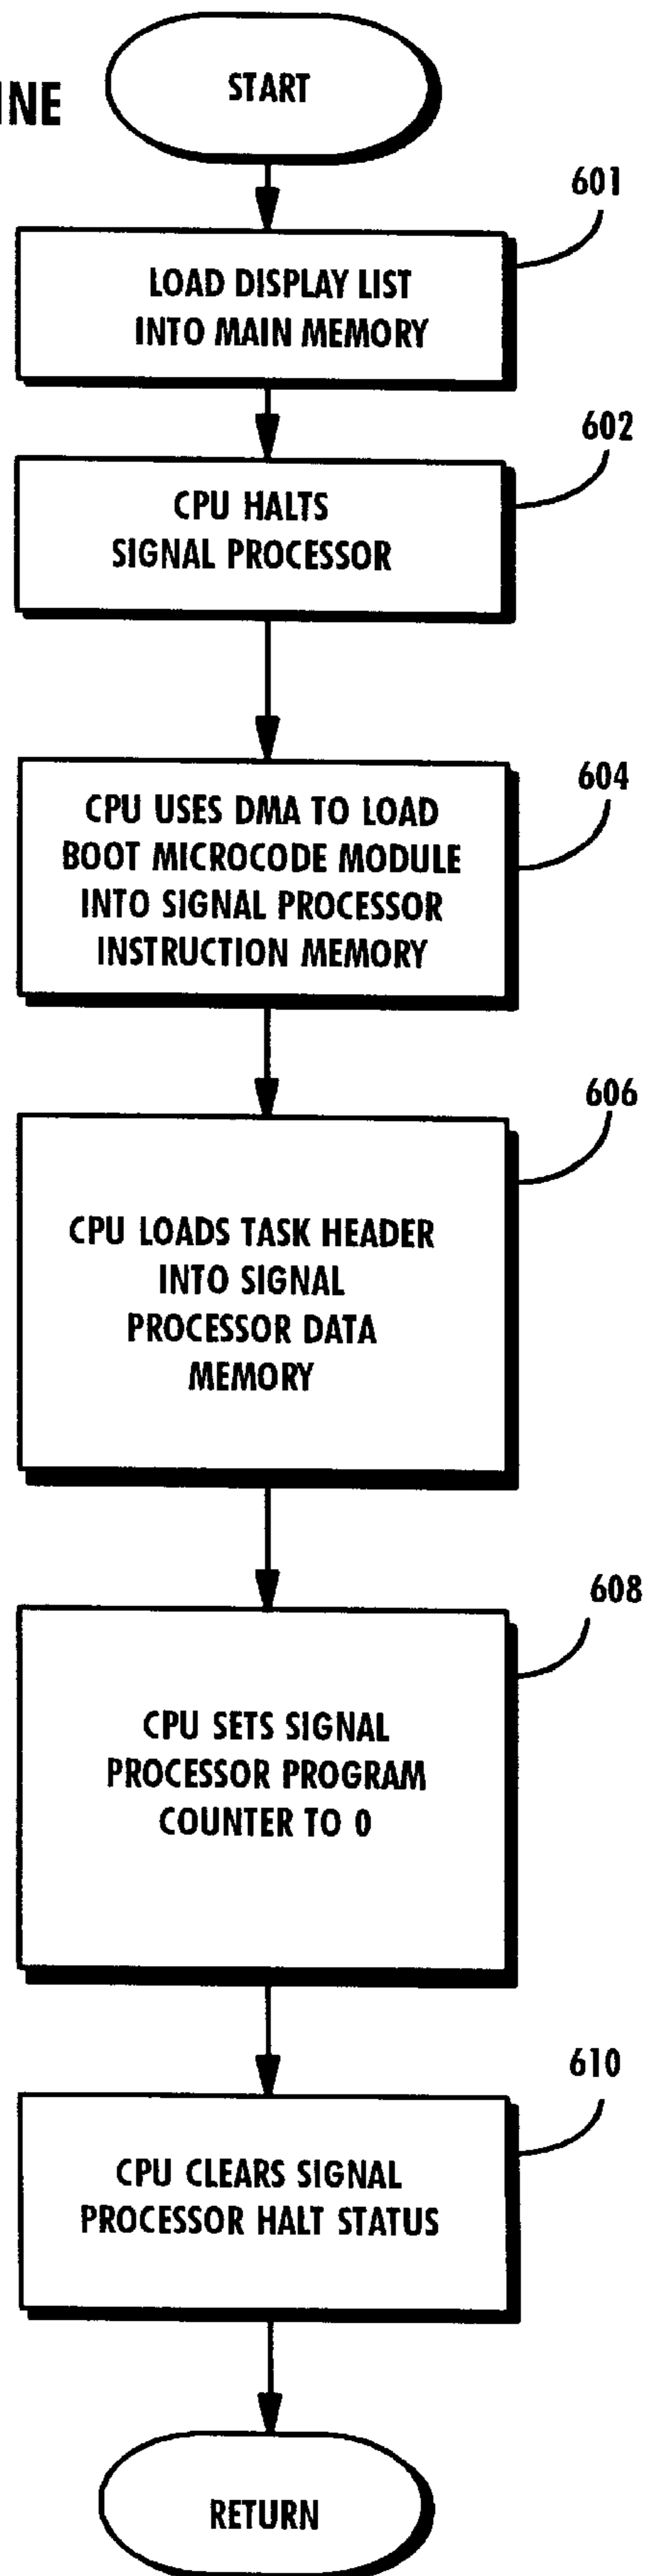 START
601
LOAD DISPLAY LIST
INTO MAIN MEMORY
602
CPU HALTS
SIGNAL PROCESSOR
604
CPU USES DMA TO LOAD
BOOT MICROCODE MODULE
INTO SIGNAL PROCESSOR
INSTRUCTION MEMORY
606
CPU LOADS TASK HEADER
INTO SIGNAL
PROCESSOR DATA
MEMORY
608
CPU SETS SIGNAL
PROCESSOR PROGRAM
COUNTER TO 0
610
CPU CLEARS SIGNAL
PROCESSOR HALT STATUS
RETURN